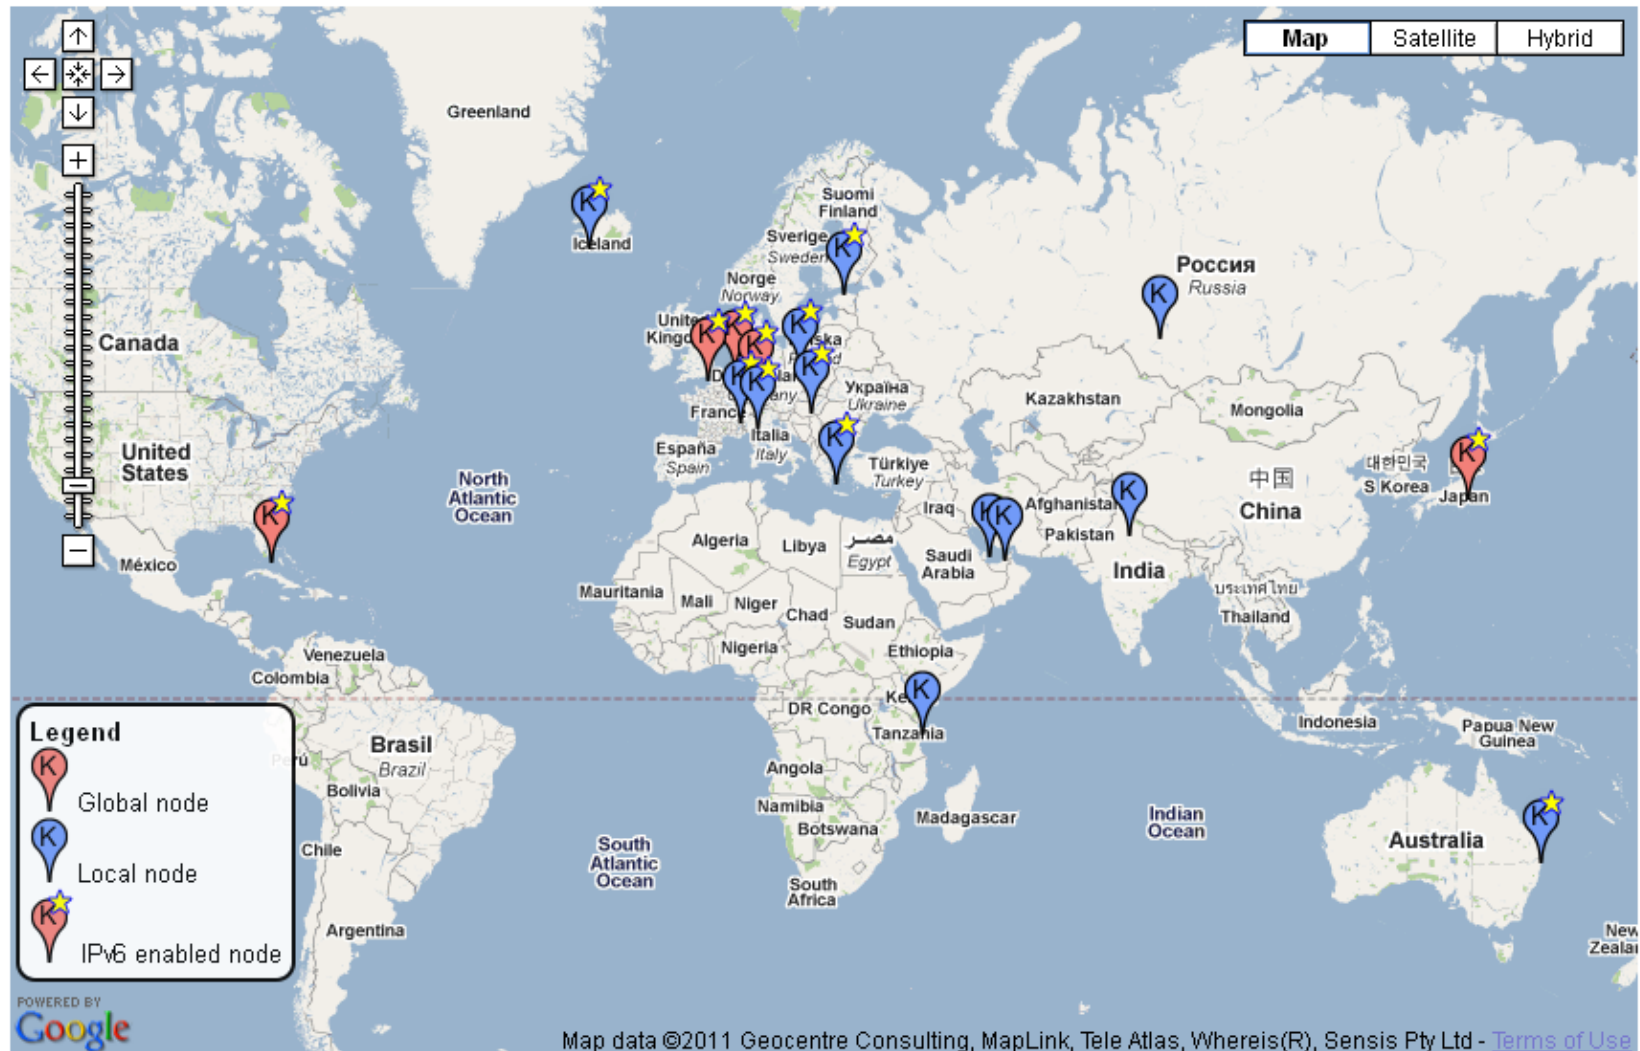 Map
Satellite
Hybrid
Greenland
Suomi
Finland
Iceland
Sverige
Sweden
Россия
Russia
Norge
Norway
United
Canada
Україна
Ukraine
Kazakhstan
Mongolia
France
United
States
Italia
Italy
España
Spain
Türkiye
Turkey
North
Atlantic
Ocean
대한민국
S Korea
Japan
中国
China
Iraq
Afghanistan
Pakistan
Algeria
Libya
مصر
Egypt
Saudi
Arabia
India
México
Mauritania
Mali
Niger
Chad
Sudan
ประเทศไทย
Thailand
Nigeria
Ethiopia
Venezuela
Colombia
DR Congo
Tanzania
Indonesia
Papua New
Guinea
Legend
K
Global node
K
Local node
K
IPv6 enabled node
Perú
Brasil
Brazil
Bolivia
Angola
Namibia
Botswana
Madagascar
Indian
Ocean
Australia
Chile
South
Atlantic
Ocean
South
Africa
Argentina
New
POWERED BY
Google
Map data ©2011 Geocentre Consulting, MapLink, Tele Atlas, Whereis(R), Sensis Pty Ltd - Terms of Use